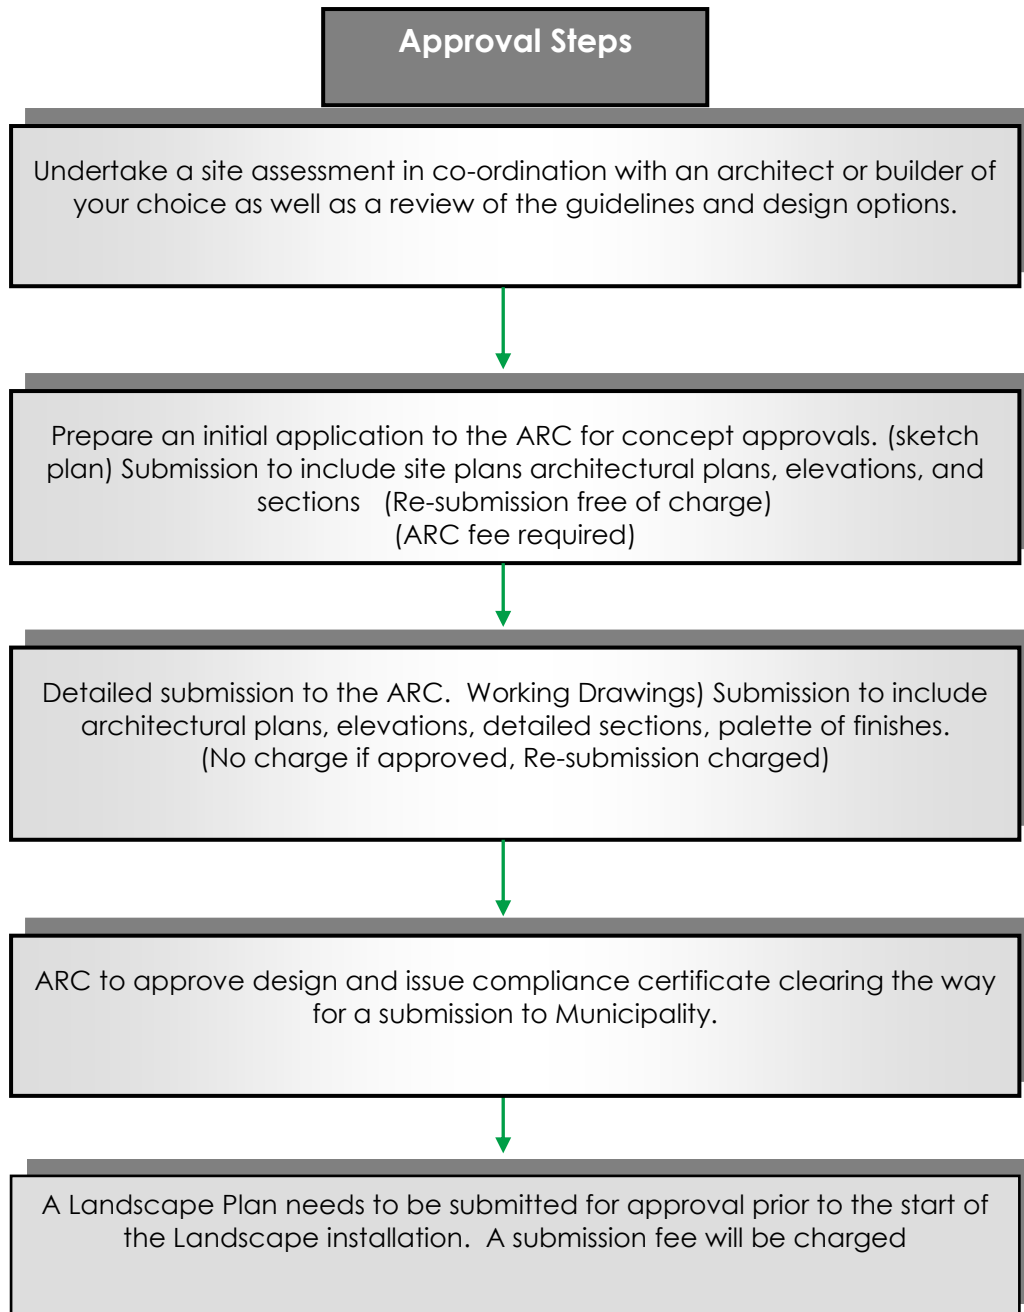 Approval Steps
Undertake a site assessment in co-ordination with an architect or builder of
your choice as well as a review of the guidelines and design options.
Prepare an initial application to the ARC for concept approvals. (sketch
plan) Submission to include site plans architectural plans, elevations, and
sections   (Re-submission free of charge)
(ARC fee required)
Detailed submission to the ARC.  Working Drawings) Submission to include
architectural plans, elevations, detailed sections, palette of finishes.
(No charge if approved, Re-submission charged)
ARC to approve design and issue compliance certificate clearing the way
for a submission to Municipality.
A Landscape Plan needs to be submitted for approval prior to the start of
the Landscape installation.  A submission fee will be charged